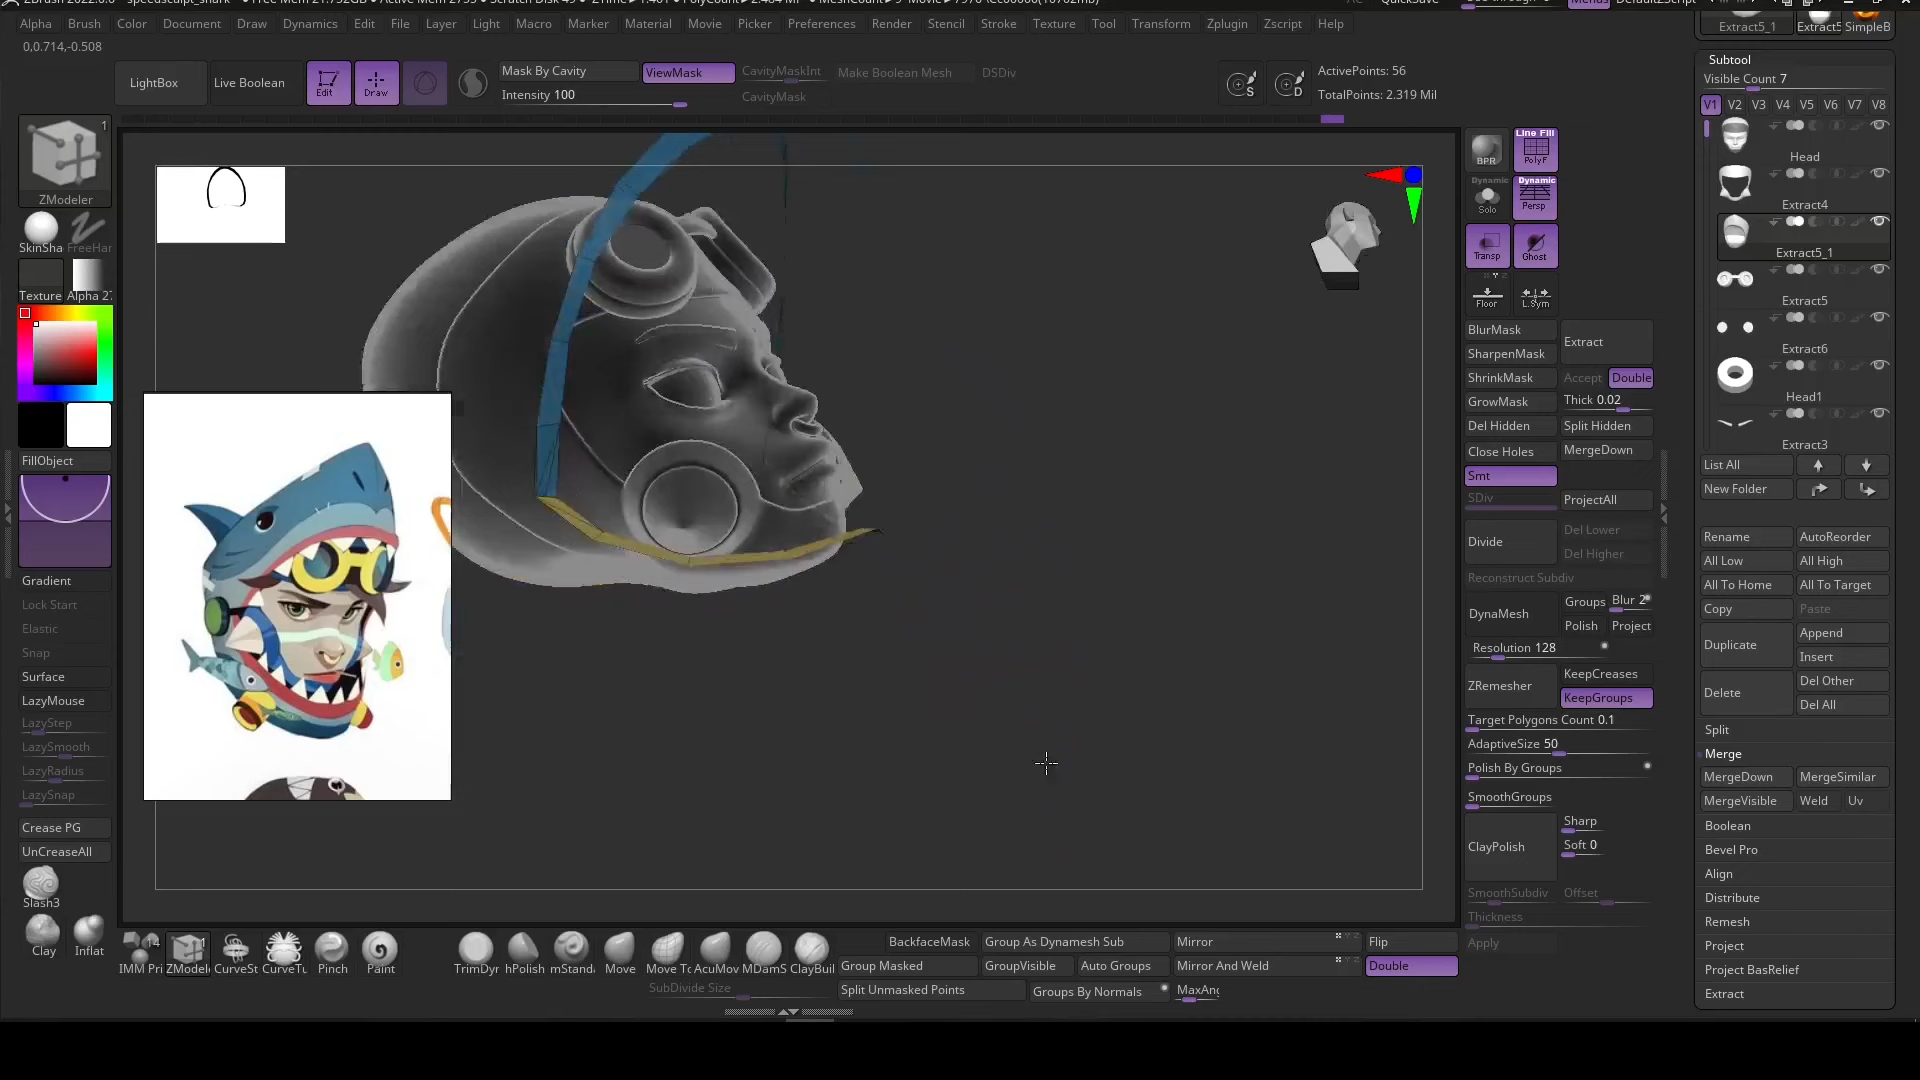 Alpha Brush Color Document Draw Dynamics Edit File Layer Light Macro Marker Material Movie Picker Preferences Render Stencil Stroke Texture Tool Transform Zplugin Zscript Help
0,0.714,-0.508
LightBox
Live Boolean
Edit
Draw
Mask By Cavity
Intensity 100
ViewMask
CavityMaskInt
CavityMask
Make Boolean Mesh
DSDiv
S
D
ActivePoints: 56
TotalPoints: 2.319 Mil
1
ZModeler
SkinSha
FreeHar
Texture
Alpha 27
FillObject
Gradient
Lock Start
Elastic
Snap
Surface
LazyMouse
LazyStep
LazySmooth
LazyRadius
LazySnap
Crease PG
UnCreaseAll
Slash3
Clay
Inflat
14
IMM Pri
1
ZModele
CurveSt
CurveTu
Pinch
Paint
TrimDyr
hPolish
mStand
Move
Move To
AcuMov
MDamS
ClayBuil
SubDivide Size
BackfaceMask
Group As Dynamesh Sub
Mirror
Flip
Group Masked
GroupVisible
Auto Groups
Mirror And Weld
Double
Split Unmasked Points
Groups By Normals
MaxAng
BPR
Line Fill
PolyF
Dynamic
Solo
Dynamic
Persp
Transp
Ghost
Floor
L.Sym
BlurMask
SharpenMask
Extract
ShrinkMask
Accept
Double
GrowMask
Thick 0.02
Del Hidden
Split Hidden
Close Holes
MergeDown
Smt
SDiv
ProjectAll
Divide
Del Lower
Del Higher
Reconstruct Subdiv
DynaMesh
Groups
Blur 2
Polish
Project
Resolution 128
ZRemesher
KeepCreases
KeepGroups
Target Polygons Count 0.1
AdaptiveSize 50
Polish By Groups
SmoothGroups
ClayPolish
Sharp
Soft 0
SmoothSubdiv
Offset
Thickness
Apply
Extract5_1
Extract5
SimpleB
Subtool
Visible Count 7
V1 V2 V3 V4 V5 V6 V7 V8
Head
Extract4
Extract5_1
Extract5
Extract6
Head1
Extract3
List All
New Folder
Rename
AutoReorder
All Low
All High
All To Home
All To Target
Copy
Paste
Duplicate
Append
Insert
Delete
Del Other
Del All
Split
Merge
MergeDown
MergeSimilar
MergeVisible
Weld
Uv
Boolean
Bevel Pro
Align
Distribute
Remesh
Project
Project BasRelief
Extract